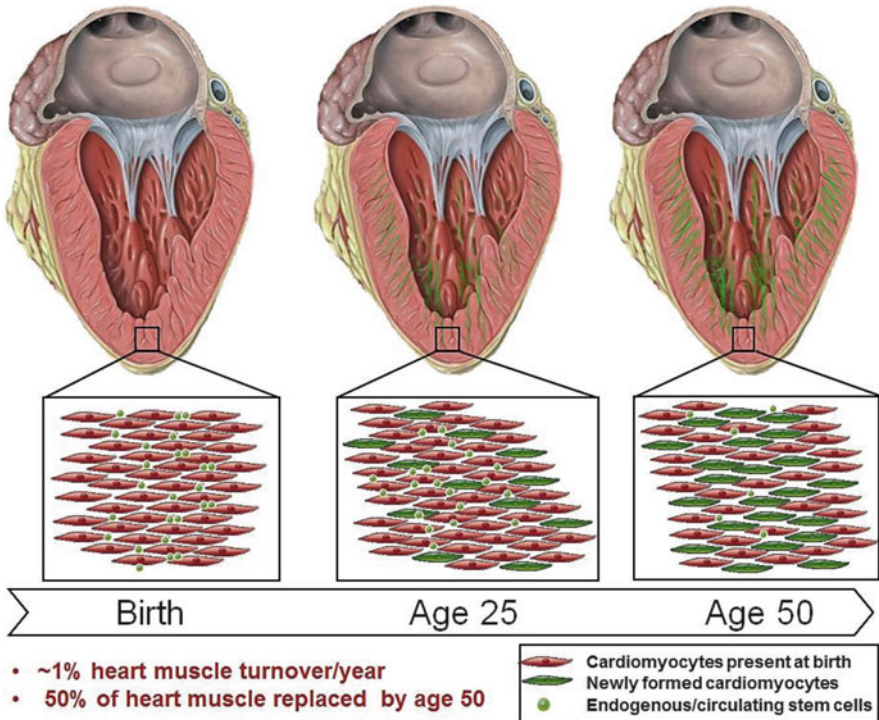 Birth
Age 25
Age 50
• ~1% heart muscle turnover/year
• 50% of heart muscle replaced by age 50
Cardiomyocytes present at birth
Newly formed cardiomyocytes
Endogenous/circulating stem cells